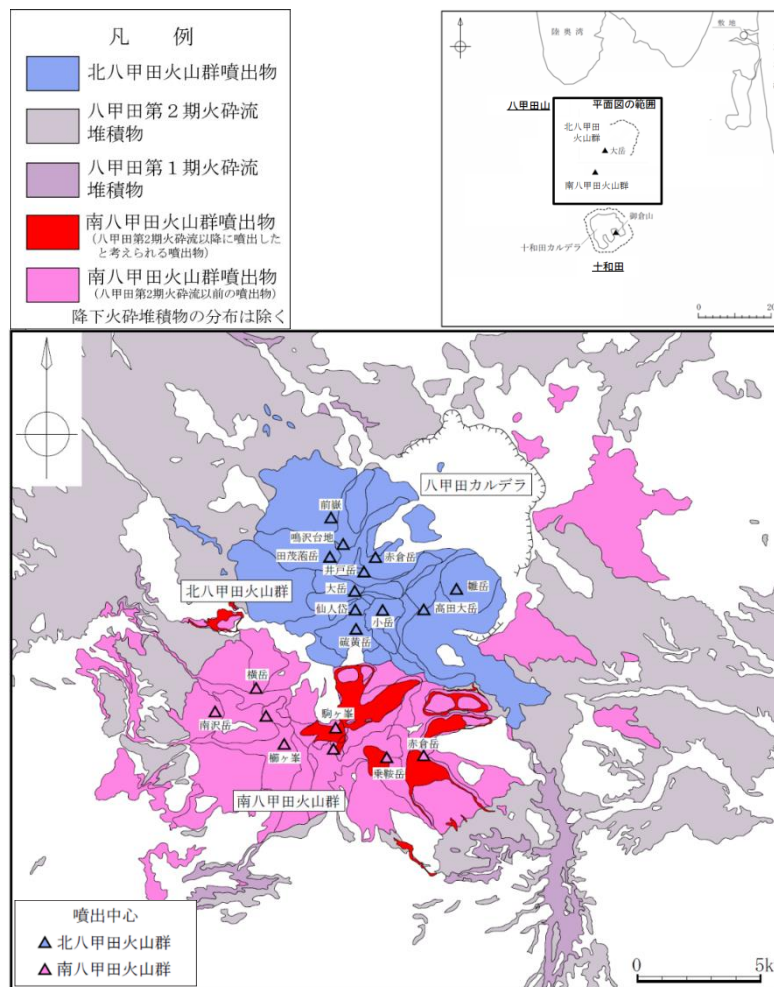 凡 例
北八甲田火山群噴出物
八甲田第2期火砕流
堆積物
八甲田第1期火砕流
堆積物
南八甲田火山群噴出物
(八甲田第2期火砕流以降に噴出した
と考えられる噴出物)
南八甲田火山群噴出物
(八甲田第2期火砕流以前の噴出物)
降下火砕堆積物の分布は除く
陸奥湾
敷地
八甲田山
平面図の範囲
北八甲田
火山群
大岳
南八甲田火山群
御倉山
十和田カルデラ
十和田
0 20
八甲田カルデラ
前嶽
鳴沢台地
田茂萢岳
赤倉岳
井戸岳
北八甲田火山群
大岳
雛岳
仙人岱
小岳
高田大岳
硫黄岳
横岳
南沢岳
駒ヶ峯
櫛ヶ峯
赤倉岳
乗鞍岳
南八甲田火山群
噴出中心
北八甲田火山群
南八甲田火山群
0 5k